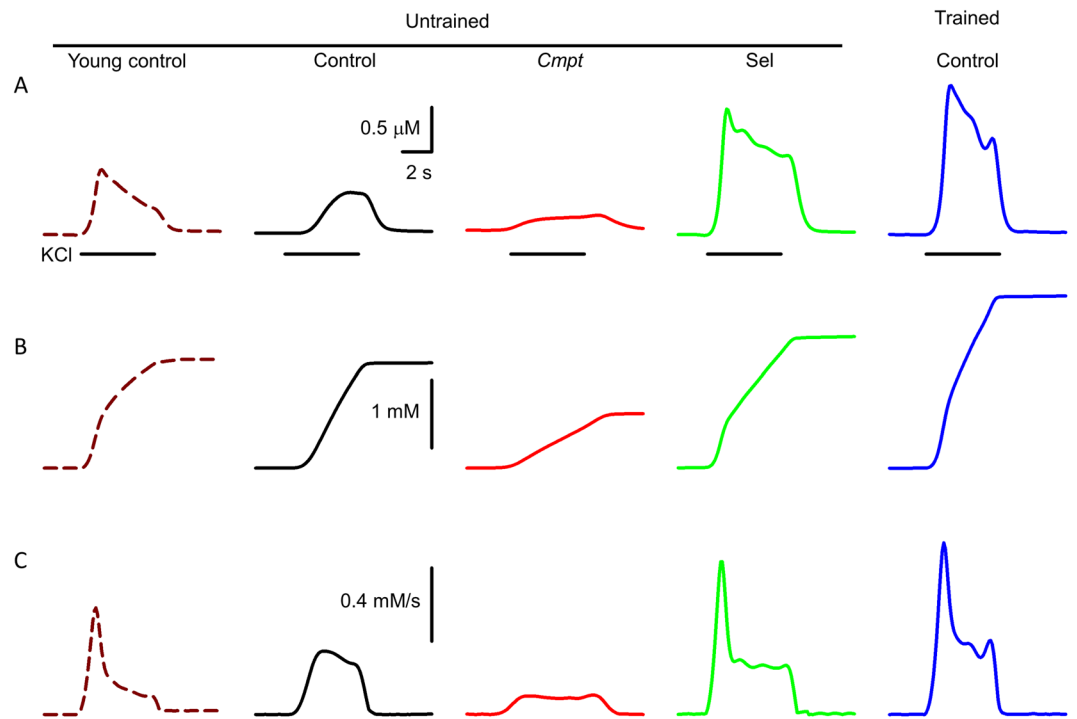 Untrained
Trained
Young control
Control
Cmpt
Sel
Control
A
0.5 μM
2 s
KCl
B
1 mM
C
0.4 mM/s